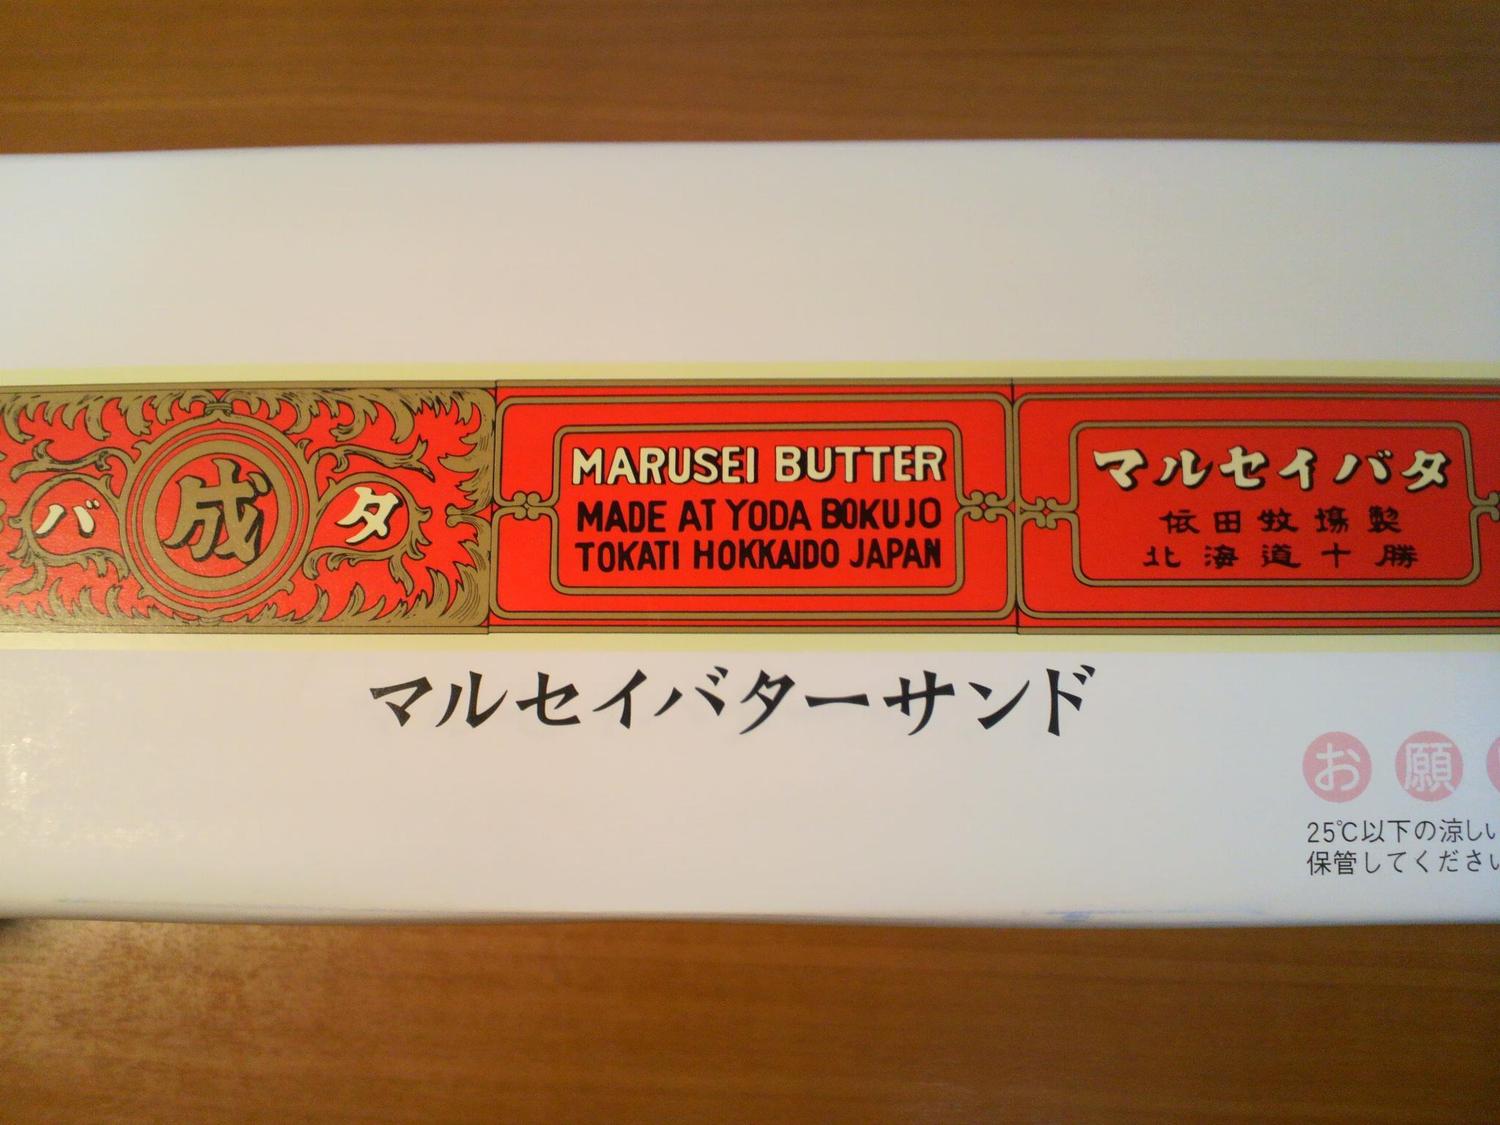 バ 成 タ
MARUSEI BUTTER
MADE AT YODA BOKUJO
TOKATI HOKKAIDO JAPAN
マルセイバタ
依田牧場製
北海道十勝
マルセイバターサンド
お願
25℃以下の涼しい
保管してくださ